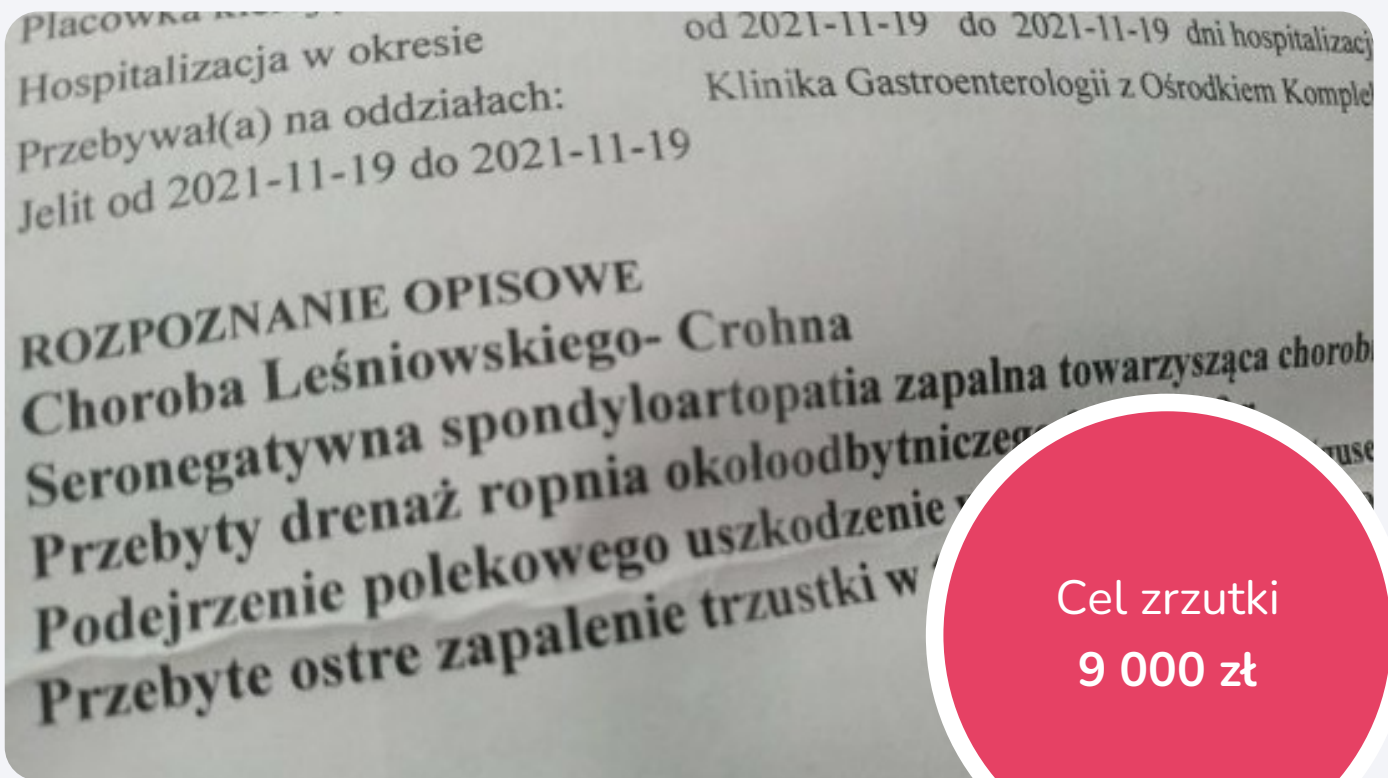 Placówka
Hospitalizacja w okresie od 2021-11-19 do 2021-11-19 dni hospitalizacj
Przebywał(a) na oddziałach: Klinika Gastroenterologii z Ośrodkiem Komple
Jelit od 2021-11-19 do 2021-11-19
ROZPOZNANIE OPISOWE
Choroba Leśniowskiego- Crohna
Seronegatywna spondyloartopatia zapalna towarzysząca chorob
Przebyty drenaż ropnia okołoodbytniczeg
Podejrzenie polekowego uszkodzenie
Przebyte ostre zapalenie trzustki w
Cel zrzutki
9 000 zł